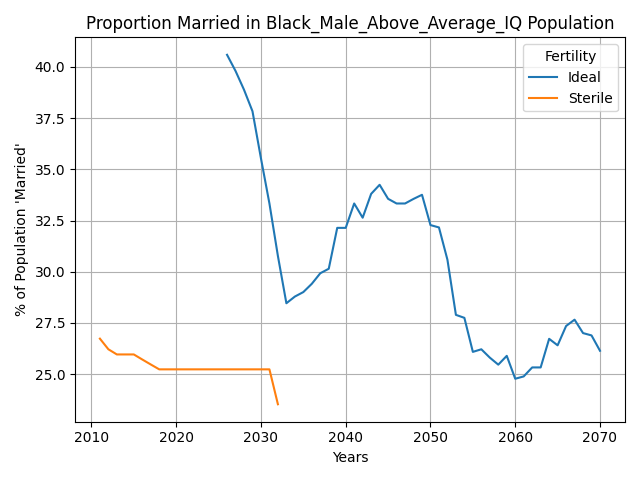 Proportion Married in Black_Male_Above_Average_IQ Population
Fertility
Ideal
Sterile
% of Population 'Married'
40.0
37.5
35.0
32.5
30.0
27.5
25.0
2010 2020 2030 2040 2050 2060 2070
Years